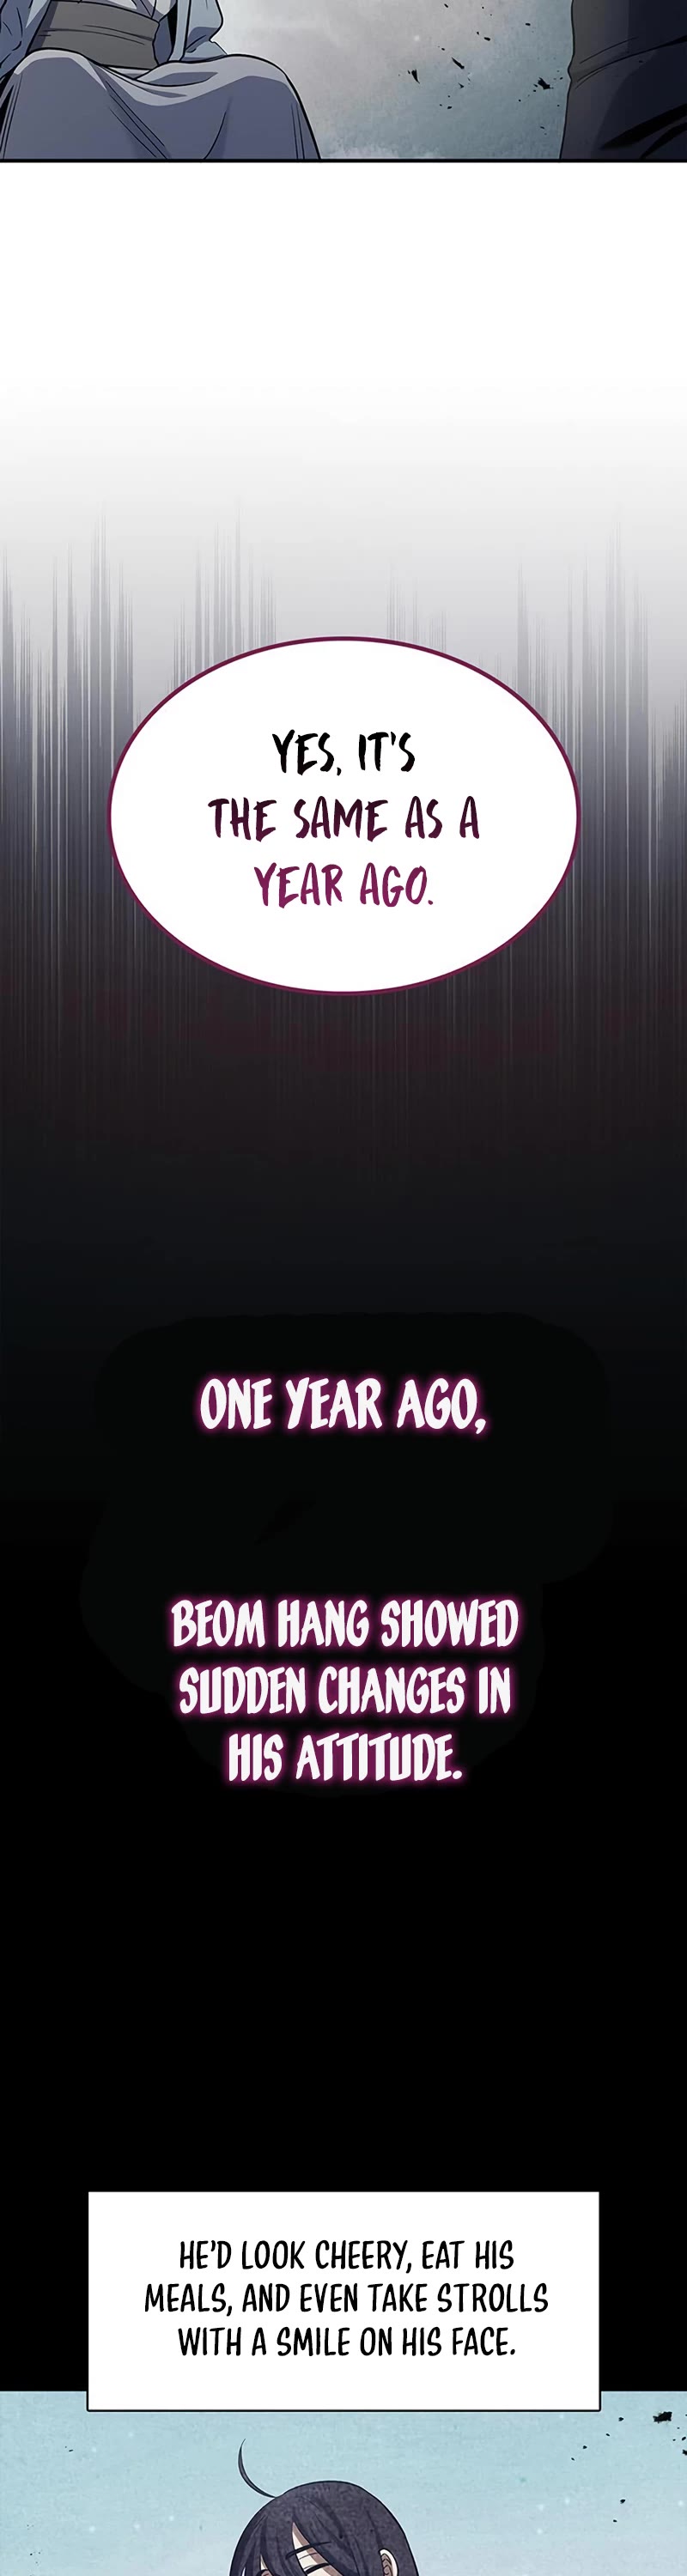 YES, IT'S
THE SAME AS A
YEAR AGO.
ONE YEAR AGO,
BEOM HANG SHOWED
SUDDEN CHANGES IN
HIS ATTITUDE.
HE'D LOOK CHEERY, EAT HIS
MEALS, AND EVEN TAKE STROLLS
WITH A SMILE ON HIS FACE.